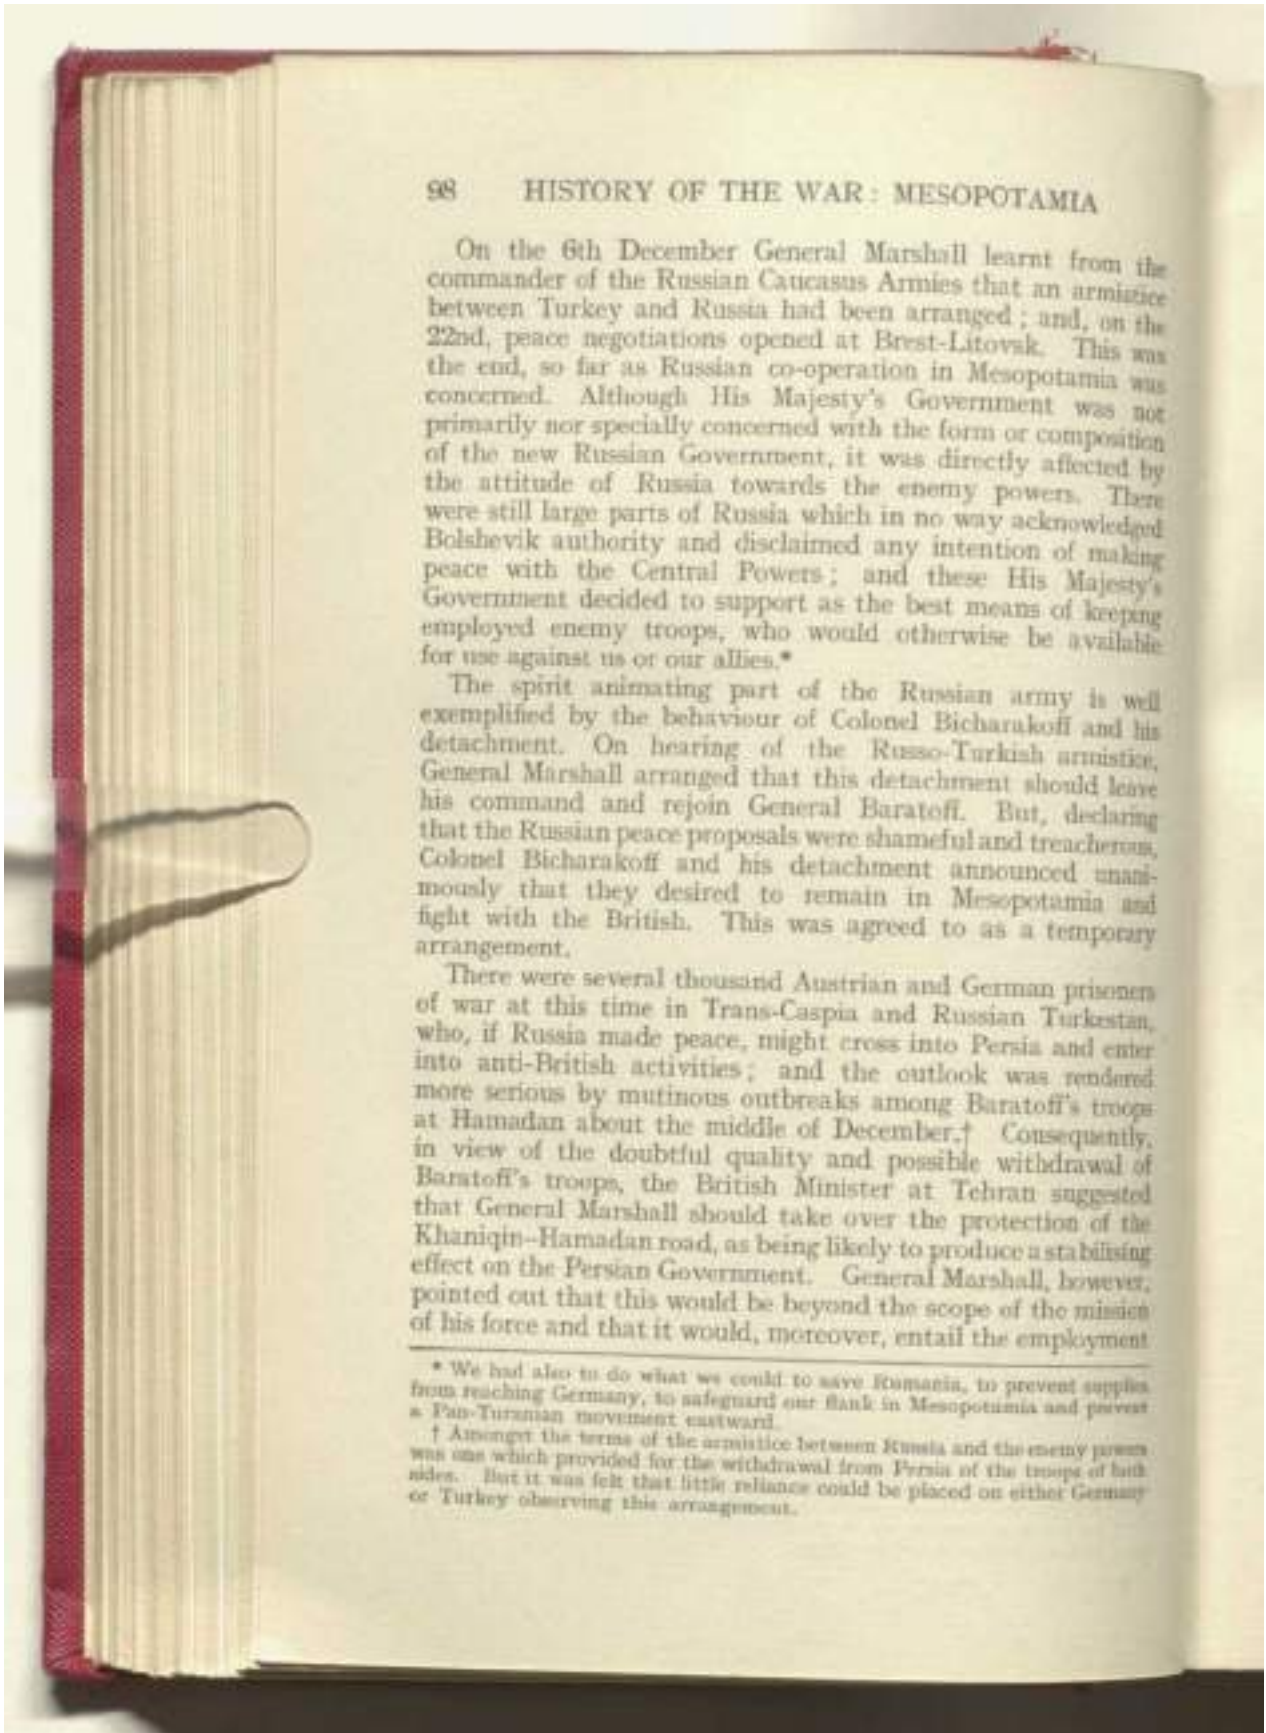 98 HISTORY OF THE WAR: MESOPOTAMIA
On the 6th December General Marshall learnt from the
commander of the Russian Caucasus Armies that an armistice
between Turkey and Russia had been arranged; and, on the
22nd, peace negotiations opened at Brest-Litovsk. This was
the end, so far as Russian co-operation in Mesopotamia was
concerned. Although His Majesty's Government was not
primarily nor specially concerned with the form or composition
of the new Russian Government, it was directly affected by
the attitude of Russia towards the enemy powers. There
were still large parts of Russia which in no way acknowledged
Bolshevik authority and disclaimed any intention of making
peace with the Central Powers; and these His Majesty's
Government decided to support as the best means of keeping
employed enemy troops, who would otherwise be available
for use against us or our allies.*
The spirit animating part of the Russian army is well
exemplified by the behaviour of Colonel Bicharakoff and his
detachment. On hearing of the Russo-Turkish armistice,
General Marshall arranged that this detachment should leave
his command and rejoin General Baratoff. But, declaring
that the Russian peace proposals were shameful and treacherous,
Colonel Bicharakoff and his detachment announced unani-
mously that they desired to remain in Mesopotamia and
fight with the British. This was agreed to as a temporary
arrangement.
There were several thousand Austrian and German prisoners
of war at this time in Trans-Caspia and Russian Turkestan,
who, if Russia made peace, might cross into Persia and enter
into anti-British activities; and the outlook was rendered
more serious by mutinous outbreaks among Baratoff's troops
at Hamadan about the middle of December.† Consequently,
in view of the doubtful quality and possible withdrawal of
Baratoff's troops, the British Minister at Tehran suggested
that General Marshall should take over the protection of the
Khaniqin–Hamadan road, as being likely to produce a stabilising
effect on the Persian Government. General Marshall, however,
pointed out that this would be beyond the scope of the mission
of his force and that it would, moreover, entail the employment
* We had also to do what we could to save Rumania, to prevent supplies
from reaching Germany, to safeguard our flank in Mesopotamia and prevent
a Pan-Turanian movement eastward.
† Amongst the terms of the armistice between Russia and the enemy powers
was one which provided for the withdrawal from Persia of the troops of both
sides. But it was felt that little reliance could be placed on either Germany
or Turkey observing this arrangement.